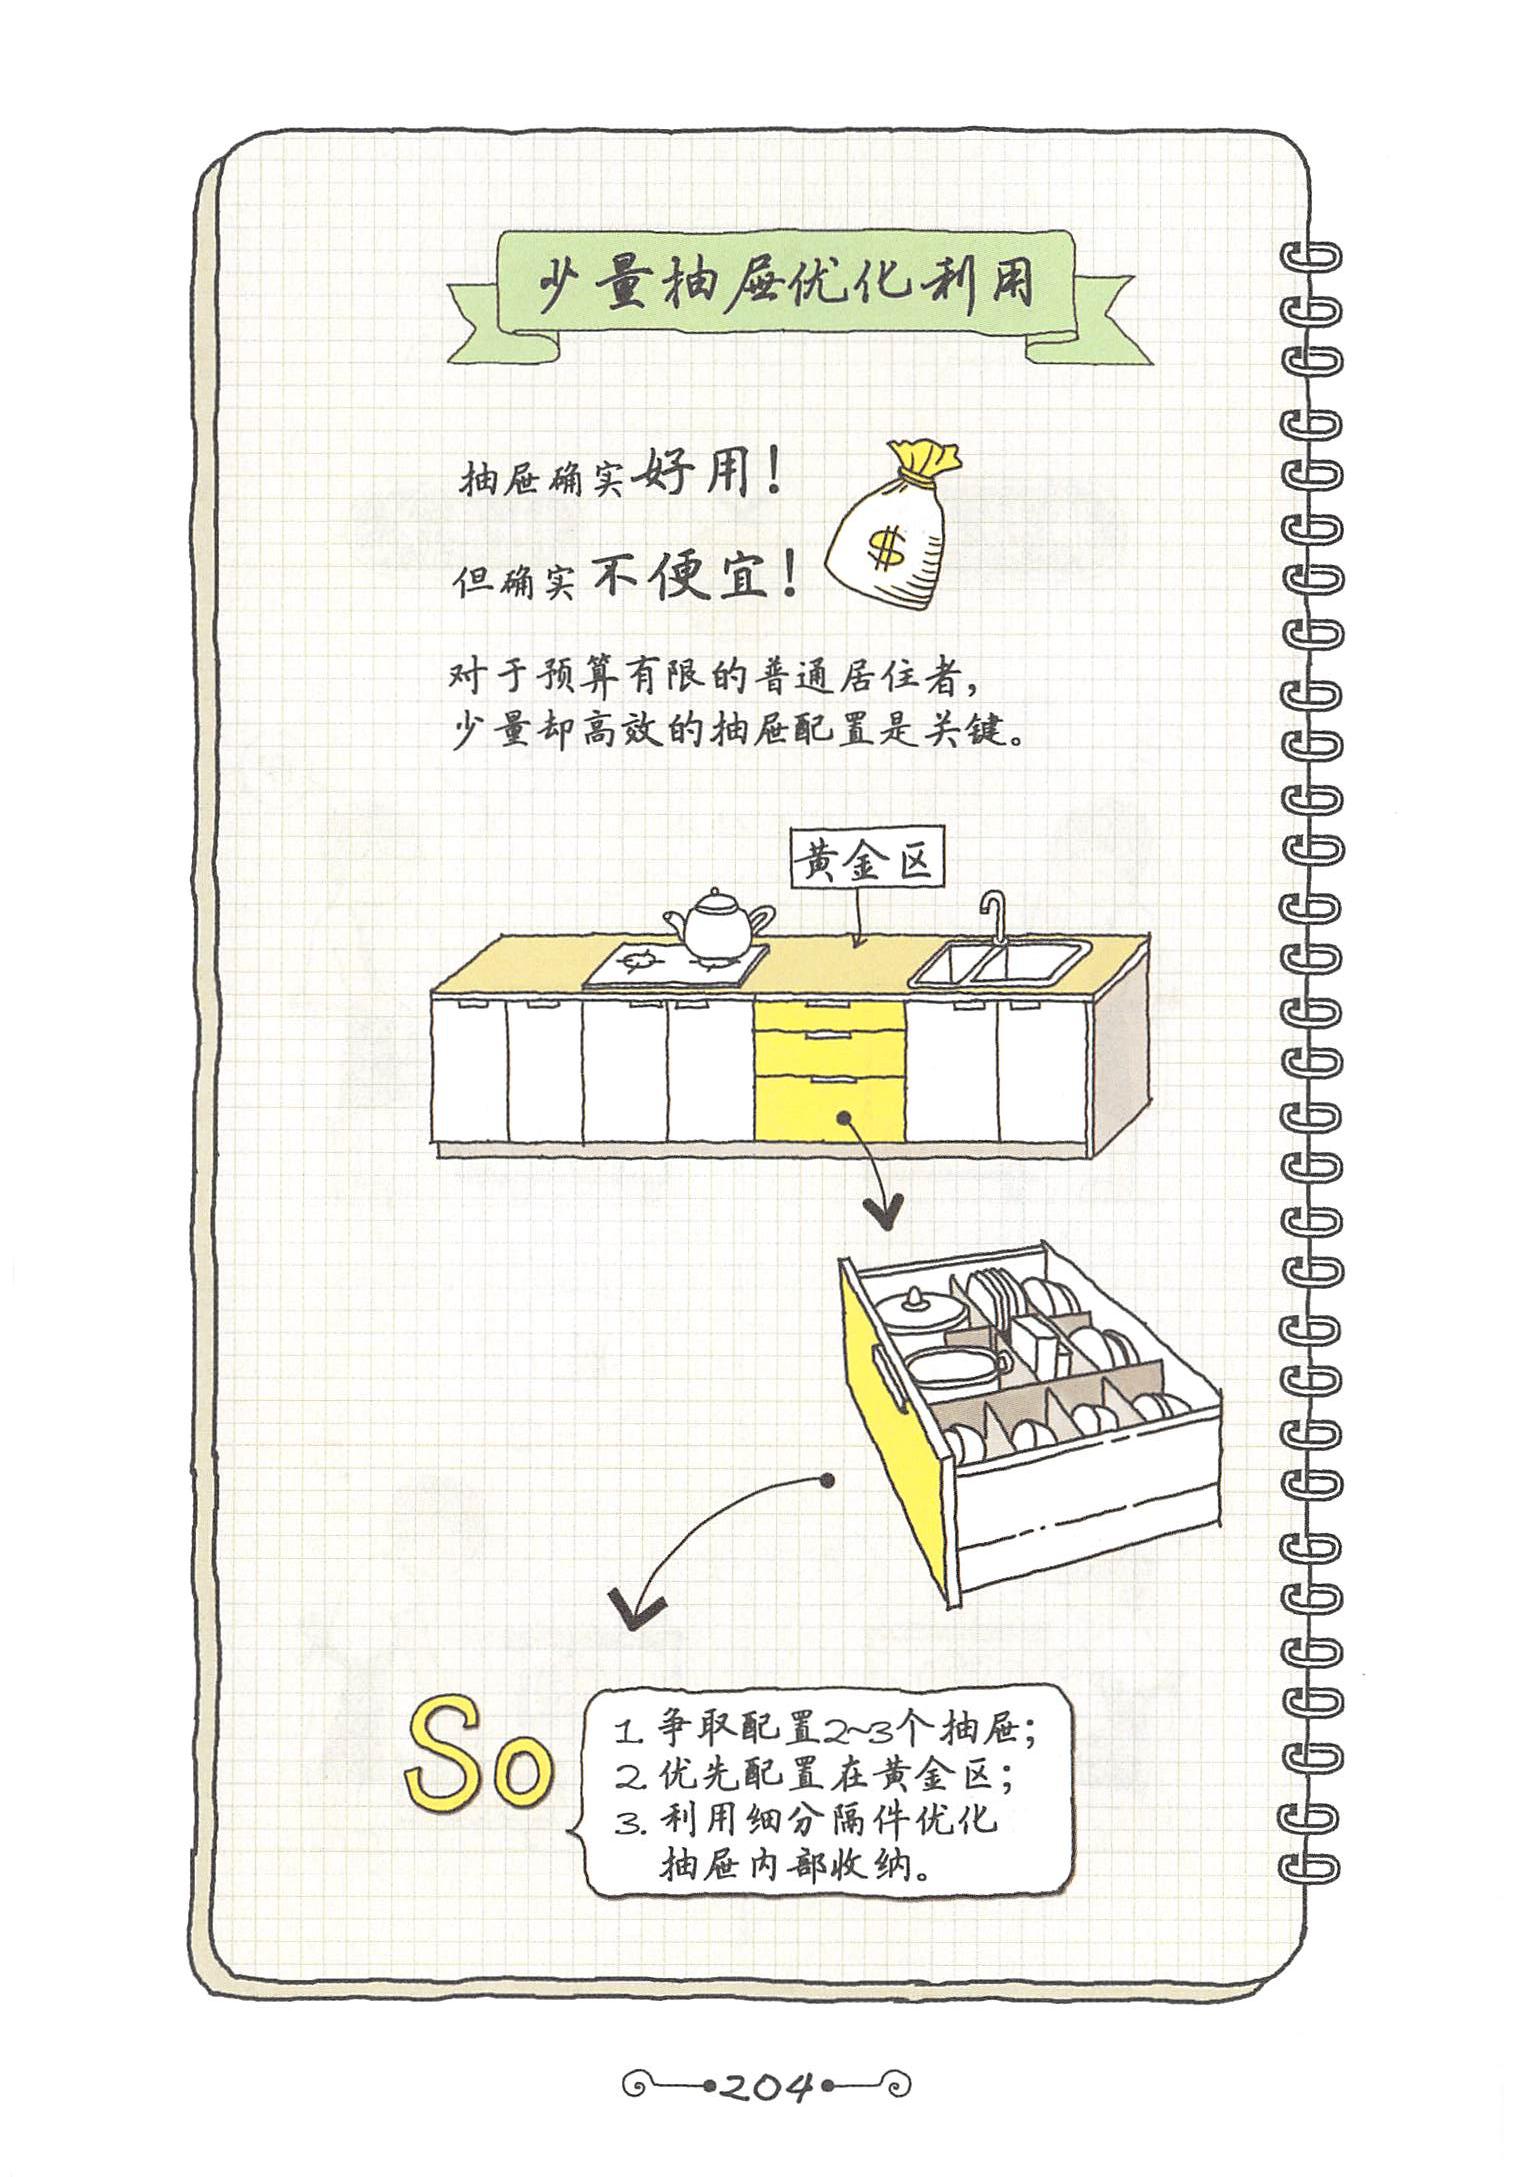 少量抽屉优化利用
抽屉确实好用！
$
但确实不便宜！
对于预算有限的普通居住者，
少量却高效的抽屉配置是关键。
黄金区
So
1. 争取配置2~3个抽屉；
2. 优先配置在黄金区；
3. 利用细分隔件优化
抽屉内部收纳。
204